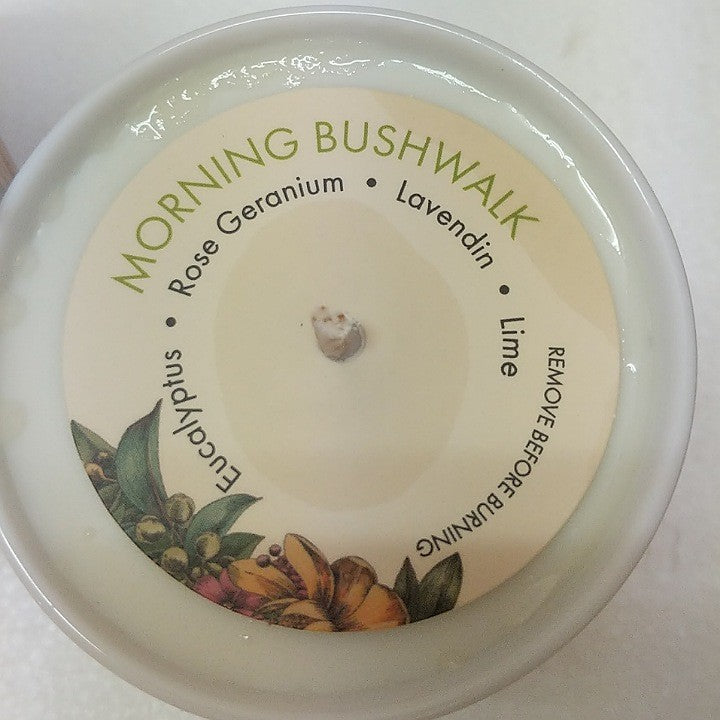 MORNING BUSHWALK
Eucalyptus • Rose Geranium • Lavendin • Lime
REMOVE BEFORE BURNING